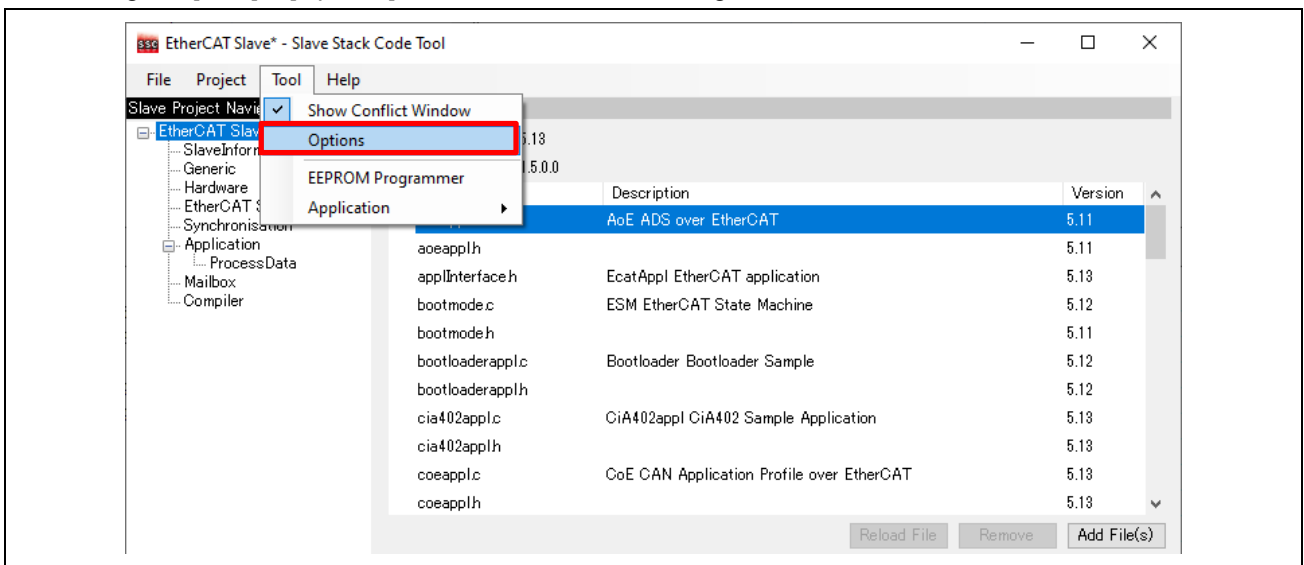 SSC EtherCAT Slave* - Slave Stack Code Tool
File Project Tool Help
Slave Project Navi
Show Conflict Window
EtherCAT Slav
Options
5.13
SlaveInforn
1.5.0.0
Generic
EEPROM Programmer
Hardware
Description Version
EtherCAT S
Application
AoE ADS over EtherCAT 5.11
Synchronisation
Application
aoeappl.h 5.11
ProcessData
applInterface.h EcatAppl EtherCAT application 5.13
Mailbox
Compiler
bootmode.c ESM EtherCAT State Machine 5.12
bootmode.h 5.11
bootloaderappl.c Bootloader Bootloader Sample 5.12
bootloaderappl.h 5.12
cia402appl.c CiA402appl CiA402 Sample Application 5.13
cia402appl.h 5.13
coeappl.c CoE CAN Application Profile over EtherCAT 5.13
coeappl.h 5.13
Reload File Remove Add File(s)